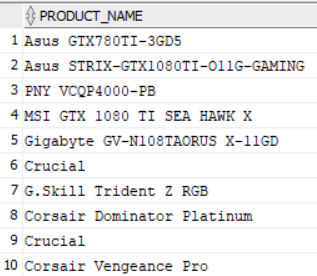 PRODUCT_NAME
1 Asus GTX780TI-3GD5
2 Asus STRIX-GTX1080TI-O11G-GAMING
3 PNY VCQP4000-PB
4 MSI GTX 1080 TI SEA HAWK X
5 Gigabyte GV-N108TAORUS X-11GD
6 Crucial
7 G.Skill Trident Z RGB
8 Corsair Dominator Platinum
9 Crucial
10 Corsair Vengeance Pro